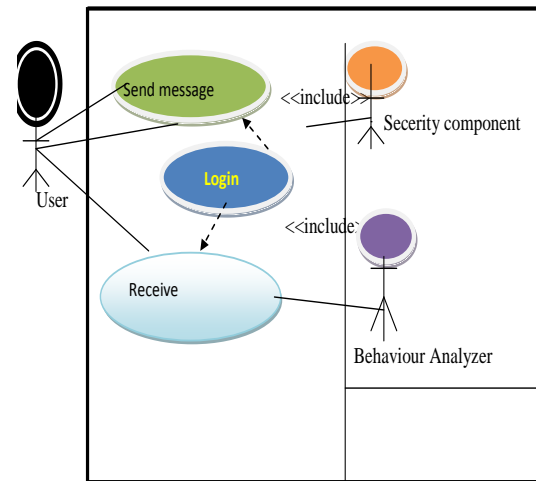 Send message
<<include>>
Secerity component
Login
User
<<include>
Receive
Behaviour Analyzer